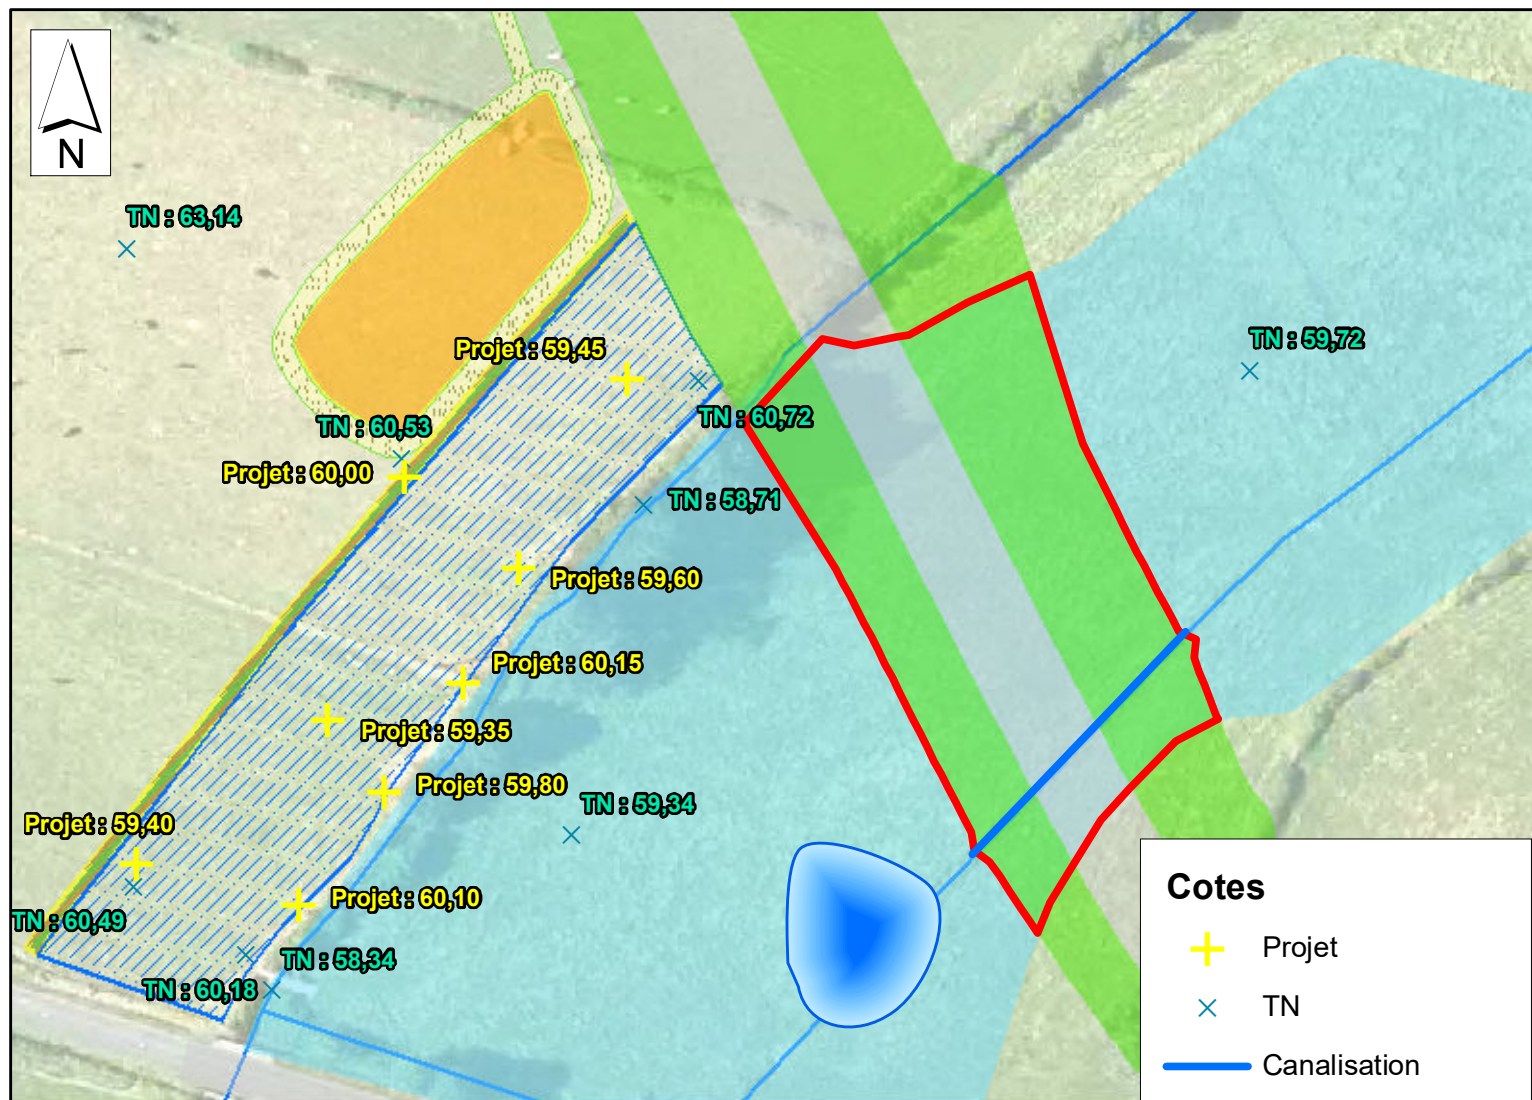 N
TN : 63,14
TN : 59,72
Projet : 59,45
TN : 60,72
TN : 60,53
Projet : 60,00
TN : 58,71
Projet : 59,60
Projet : 60,15
Projet : 59,35
Projet : 59,80
TN : 59,34
Projet : 59,40
Projet : 60,10
TN : 60,49
TN : 58,34
TN : 60,18
Cotes
Projet
TN
Canalisation